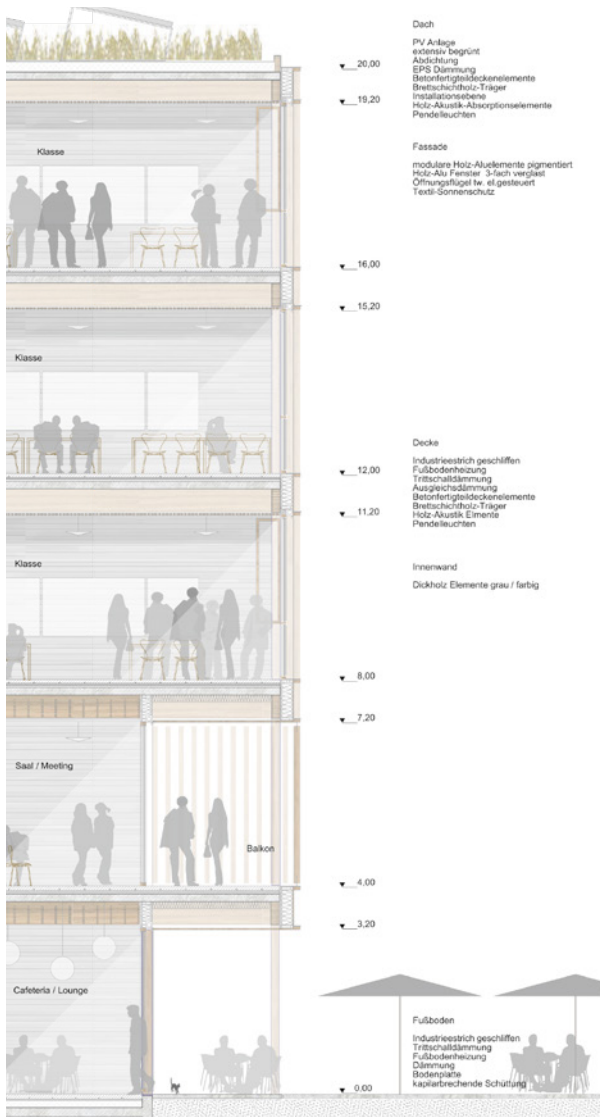 Dach
PV Anlage
extensiv begrünt
Abdichtung
EPS Dämmung
Betonfertigteildeckenelemente
Brettschichtholz-Träger
Installationsebene
Holz-Akustik-Absorptionselemente
Pendelleuchten
20,00
19,20
Klasse
Fassade
modulare Holz-Aluelemente pigmentiert
Holz-Alu Fenster 3-fach verglast
Öffnungsflügel tw. el.gesteuert
Textil-Sonnenschutz
16,00
15,20
Klasse
Decke
Industrieestrich geschliffen
Fußbodenheizung
Trittschalldämmung
Ausgleichsdämmung
Betonfertigteildeckenelemente
Brettschichtholz-Träger
Holz-Akustik Elmente
Pendelleuchten
12,00
11,20
Klasse
Innenwand
Dickholz Elemente grau / farbig
8,00
7,20
Saal / Meeting
Balkon
4,00
3,20
Cafeteria / Lounge
Fußboden
Industrieestrich geschliffen
Trittschalldämmung
Fußbodenheizung
Dämmung
Bodenplatte
kapilarbrechende Schüttung
0.00